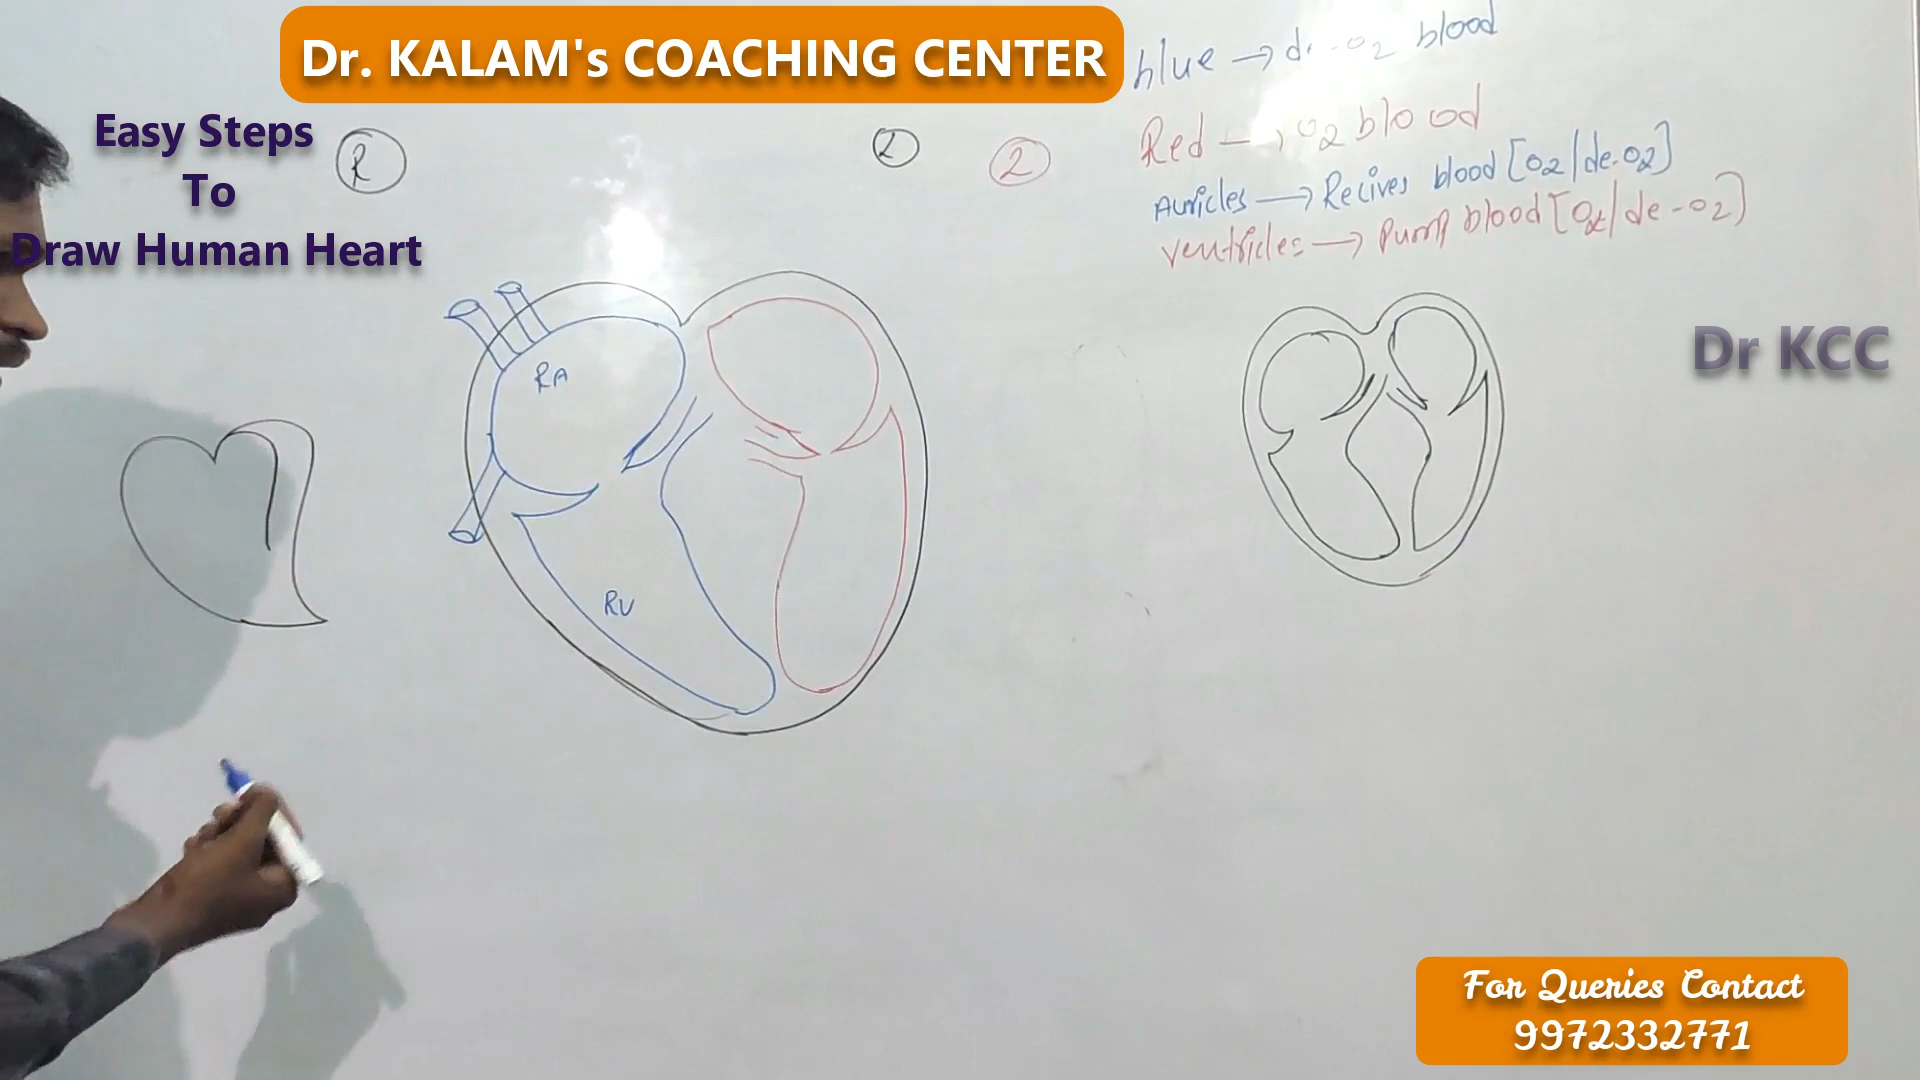 Dr. KALAM's COACHING CENTER
Easy Steps
To
Draw Human Heart
R
L
2
blue → de-O2 blood
Red → O2 blood
Auricles → Recives blood [O2/de-O2]
ventricles → Pump blood [O2/de-O2]
Dr KCC
RA
RV
For Queries Contact
9972332771